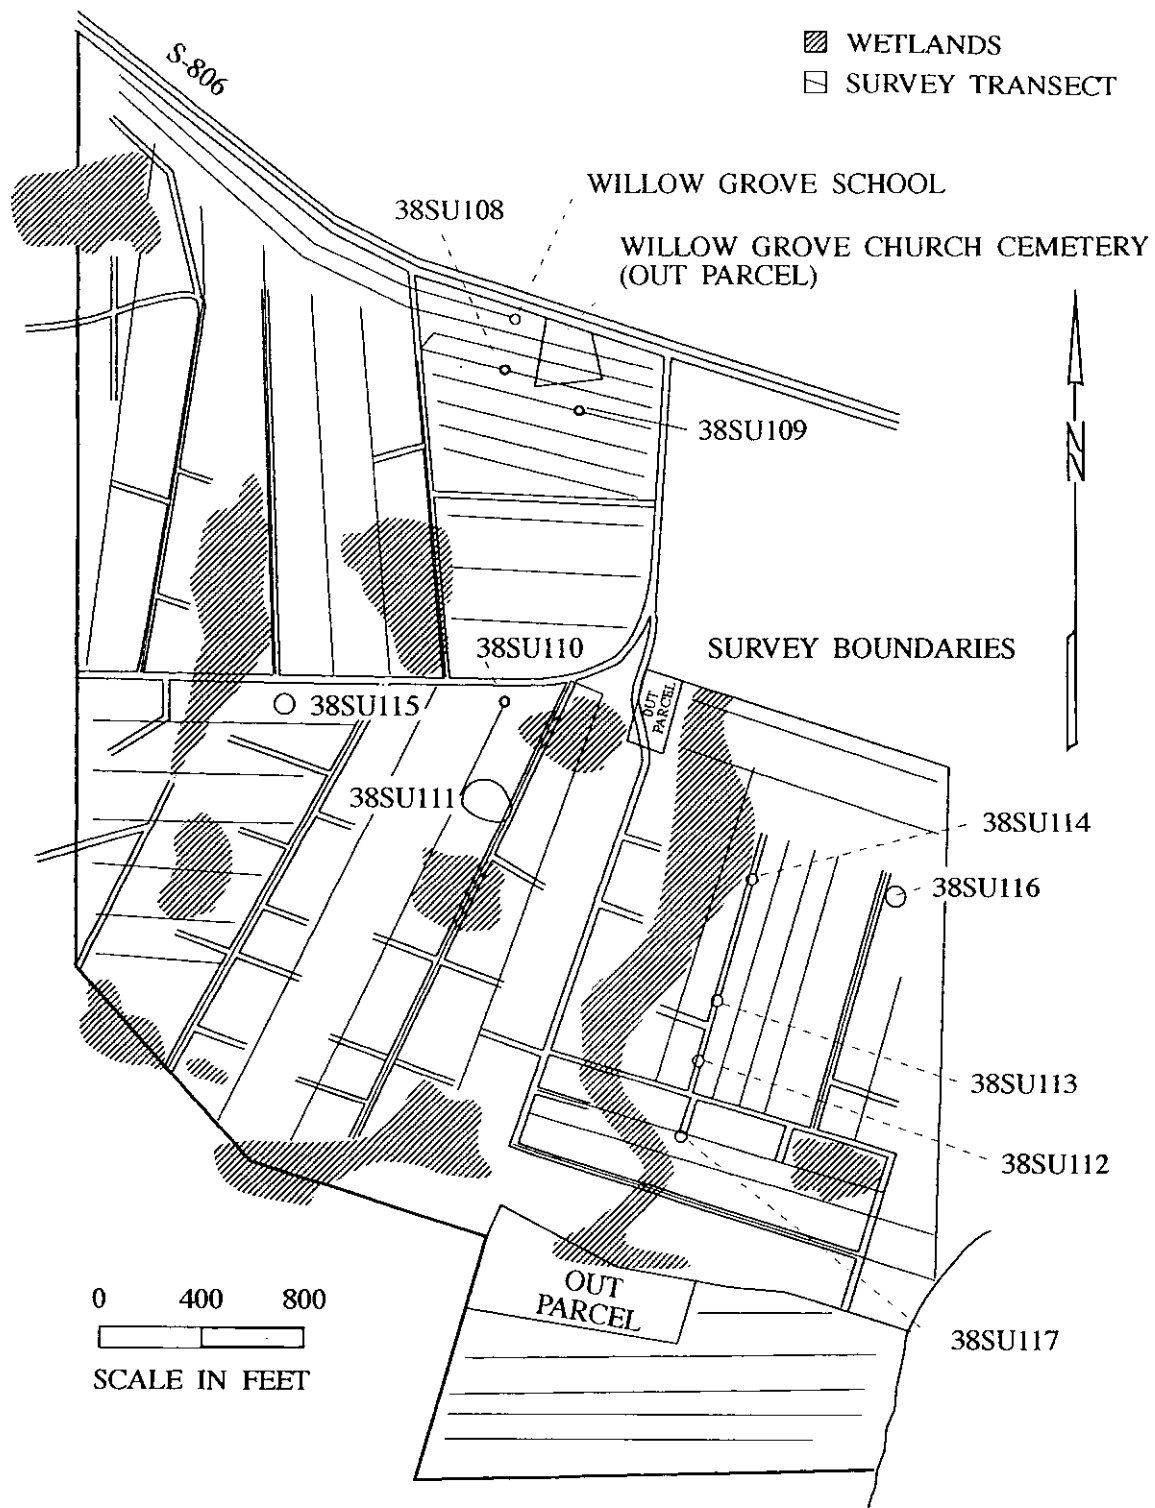 S-806
WETLANDS
SURVEY TRANSECT
WILLOW GROVE SCHOOL
38SU108
WILLOW GROVE CHURCH CEMETERY
(OUT PARCEL)
38SU109
N
38SU110
SURVEY BOUNDARIES
OUT
PARCEL
38SU115
38SU111
38SU114
38SU116
38SU113
38SU112
OUT
PARCEL
0 400 800
SCALE IN FEET
38SU117